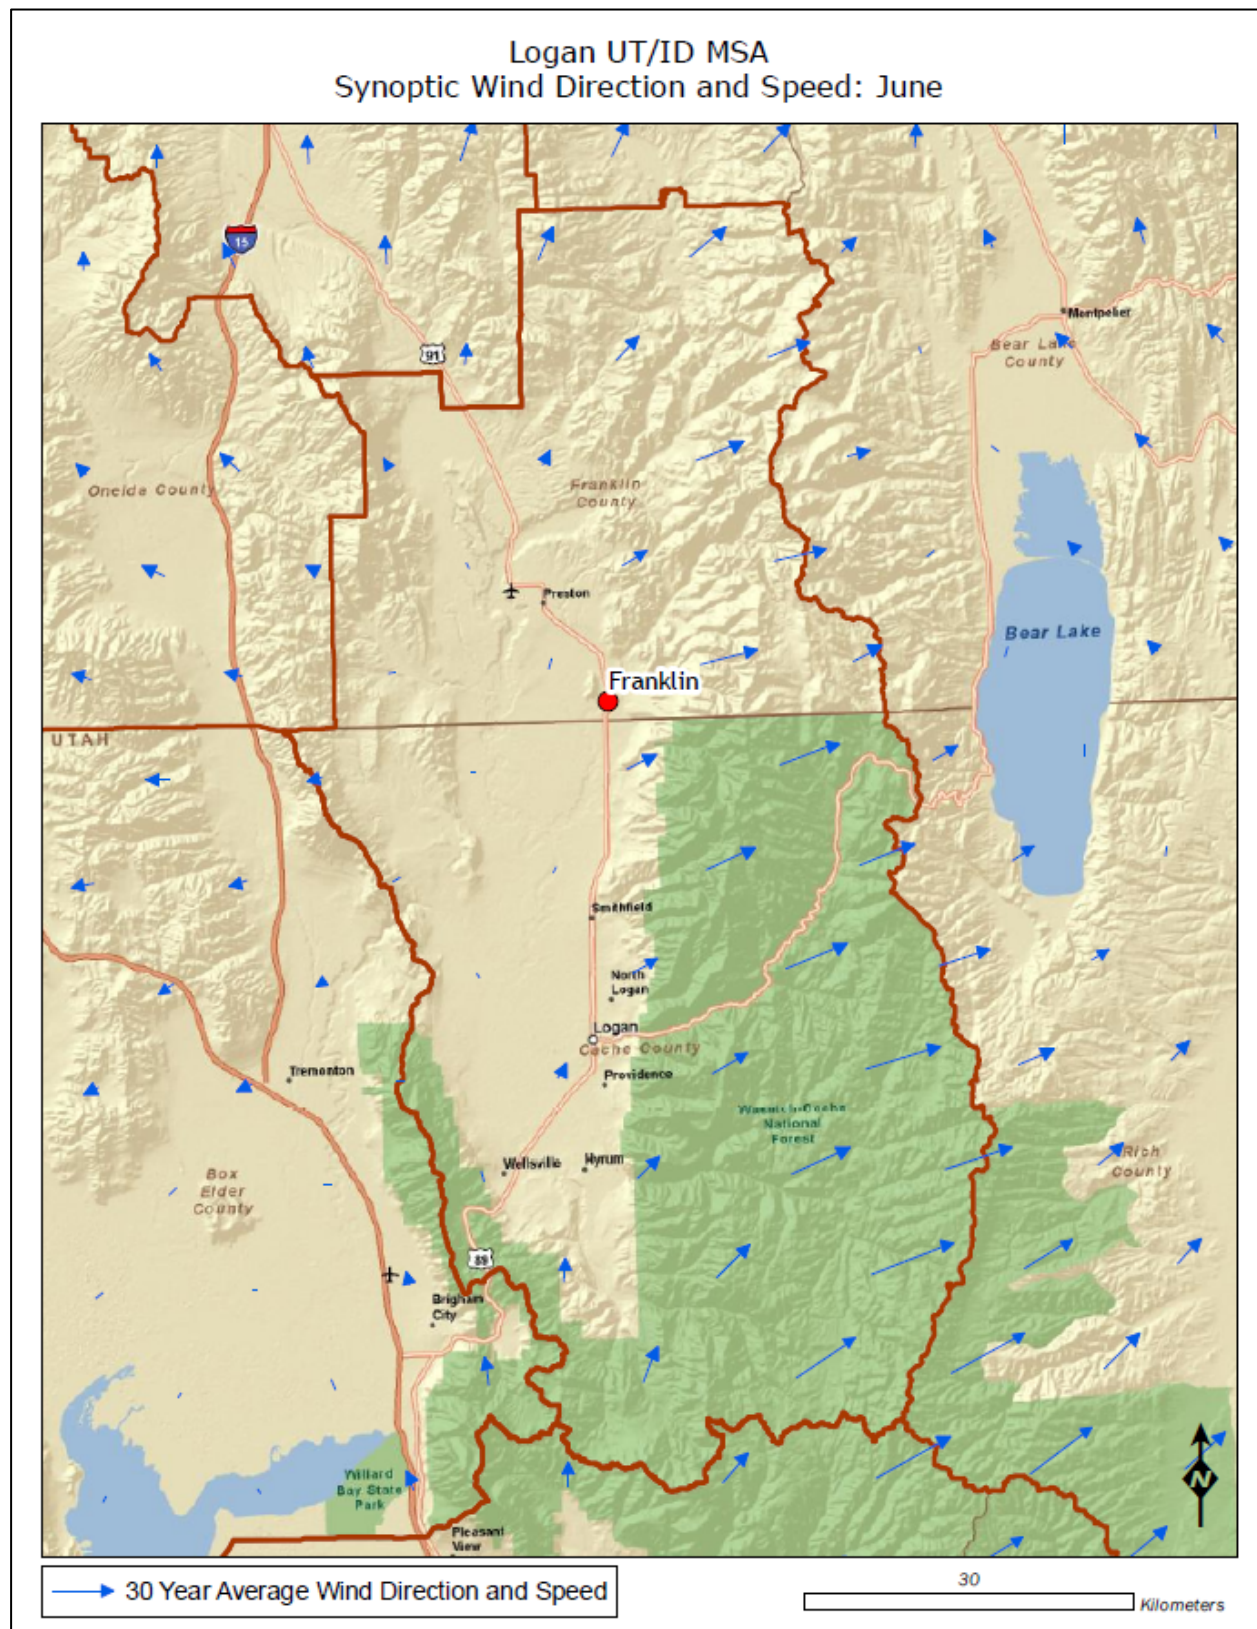 Logan UT/ID MSA
Synoptic Wind Direction and Speed: June
15
Montpelier
91
Bear Lake
County
Oneida County
Franklin
County
Preston
Bear Lake
Franklin
UTAH
Smithfield
North
Logan
Logan
Cache County
Tremonton
Providence
Wasatch-Cache
National
Forest
Wellsville
Hyrum
Rich
County
Box
Elder
County
89
Brigham
City
Willard
Bay State
Park
N
Pleasant
View
30 Year Average Wind Direction and Speed
30
Kilometers